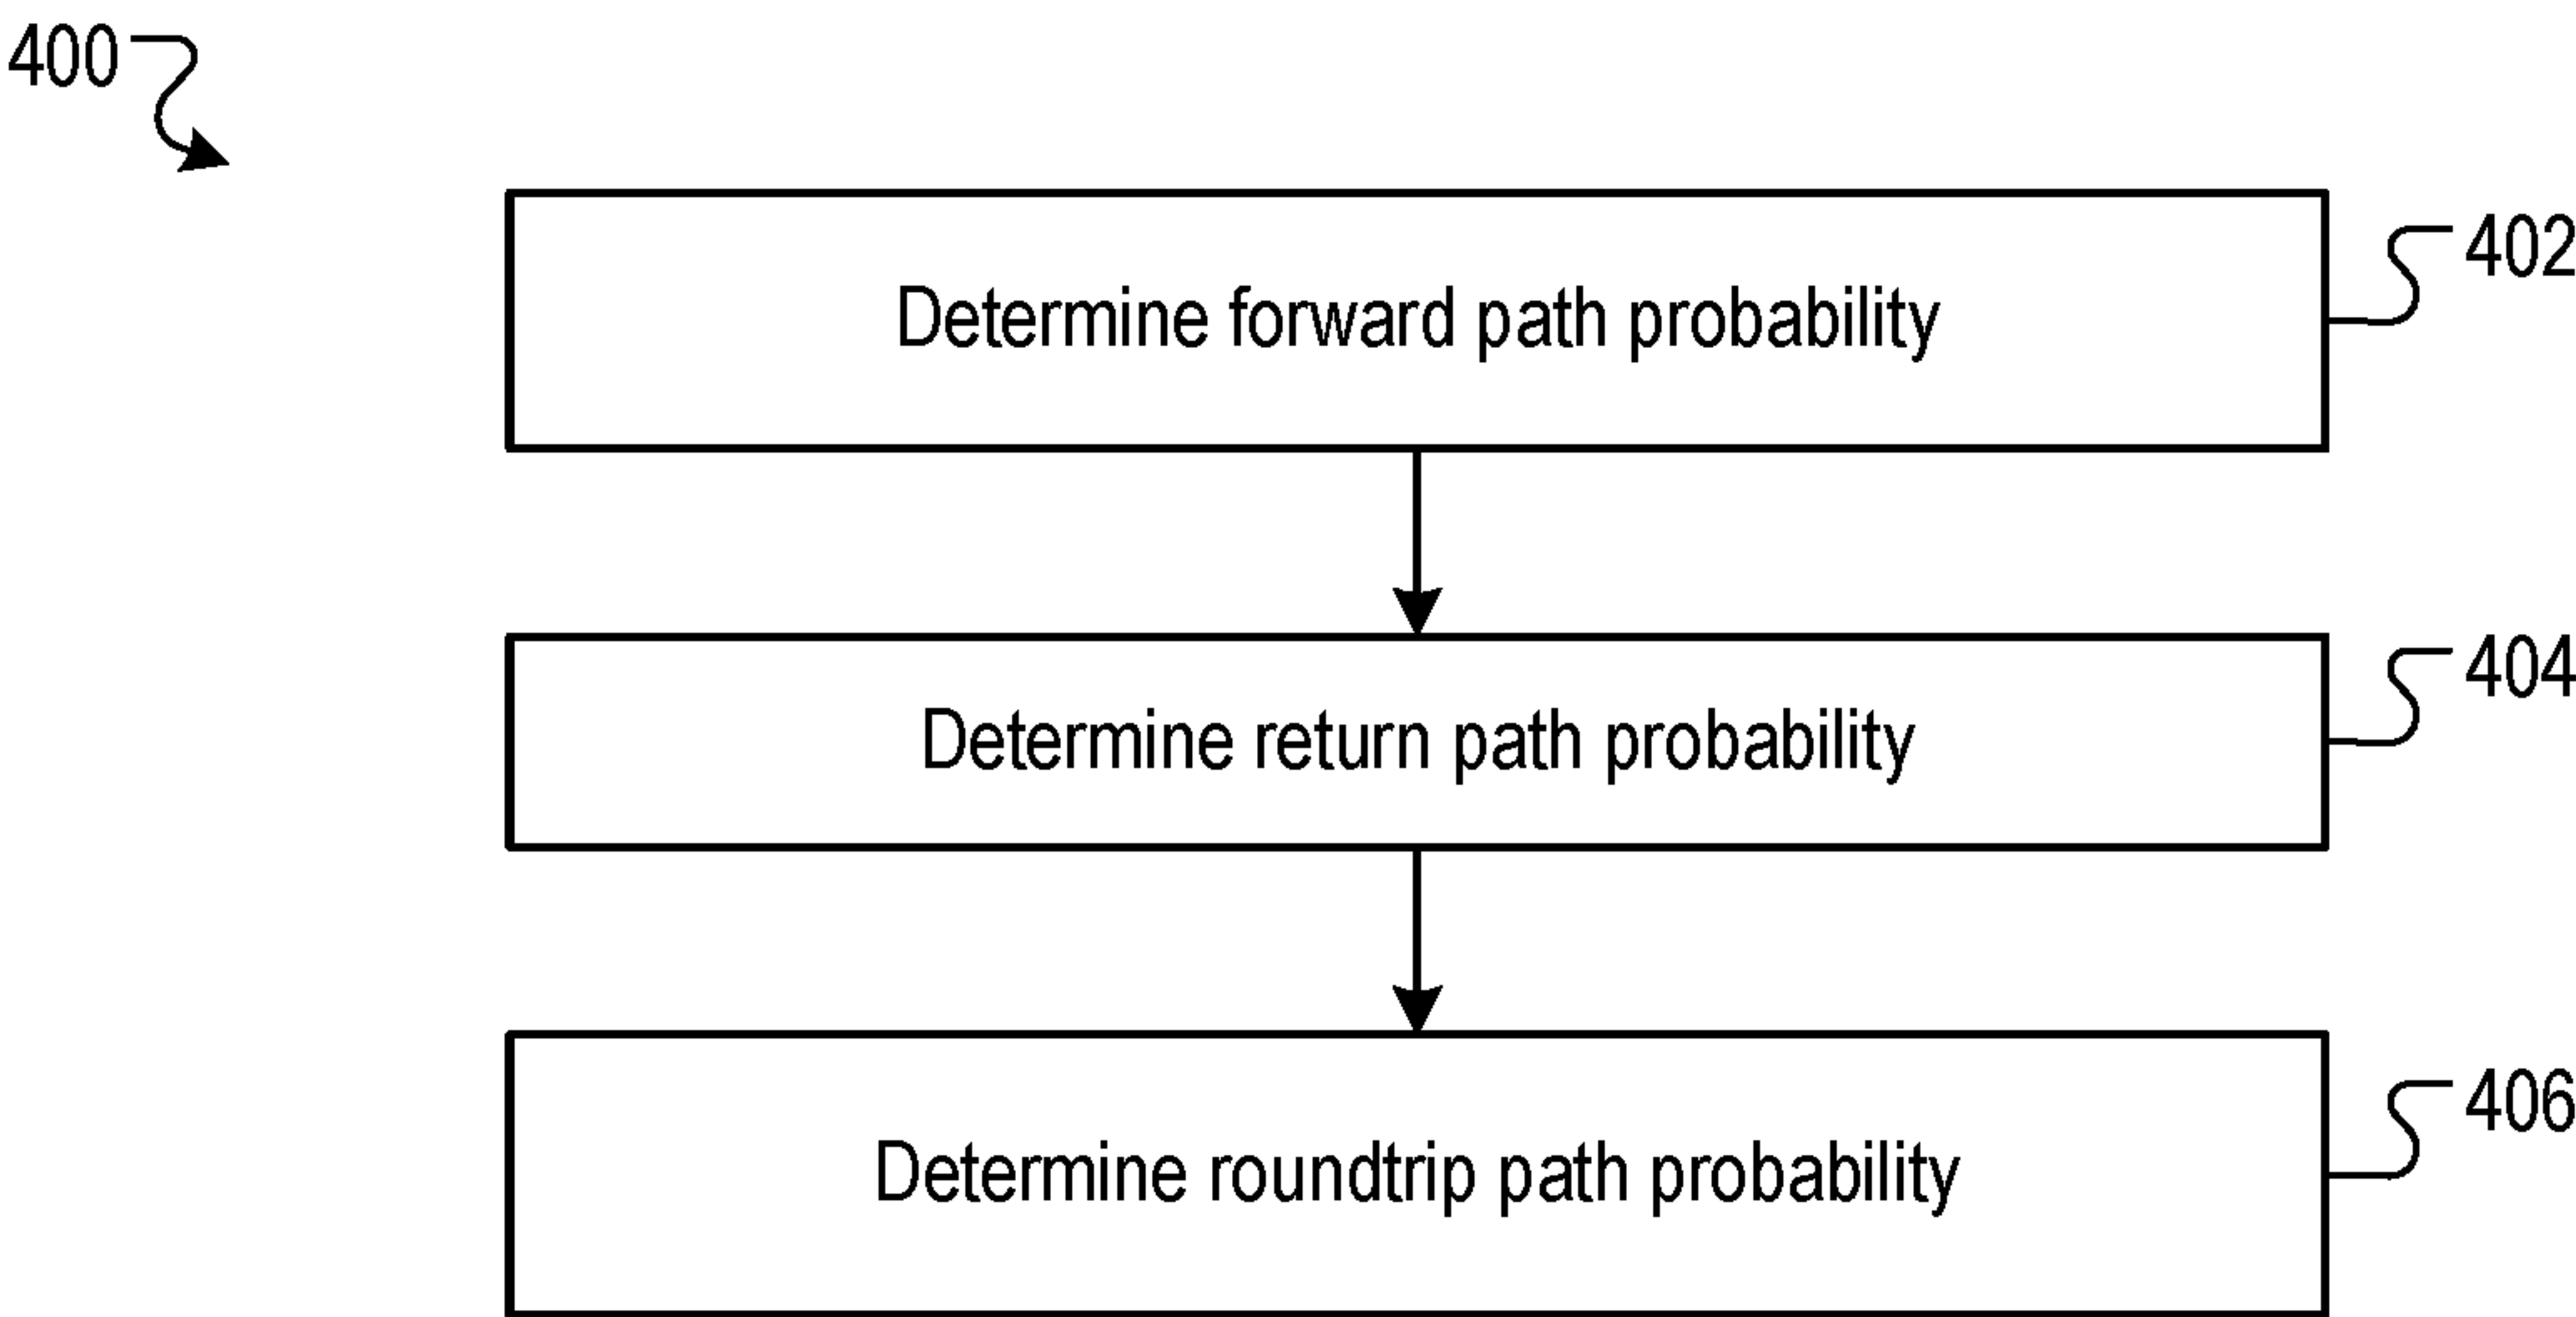 400
Determine forward path probability
402
Determine return path probability
404
Determine roundtrip path probability
406